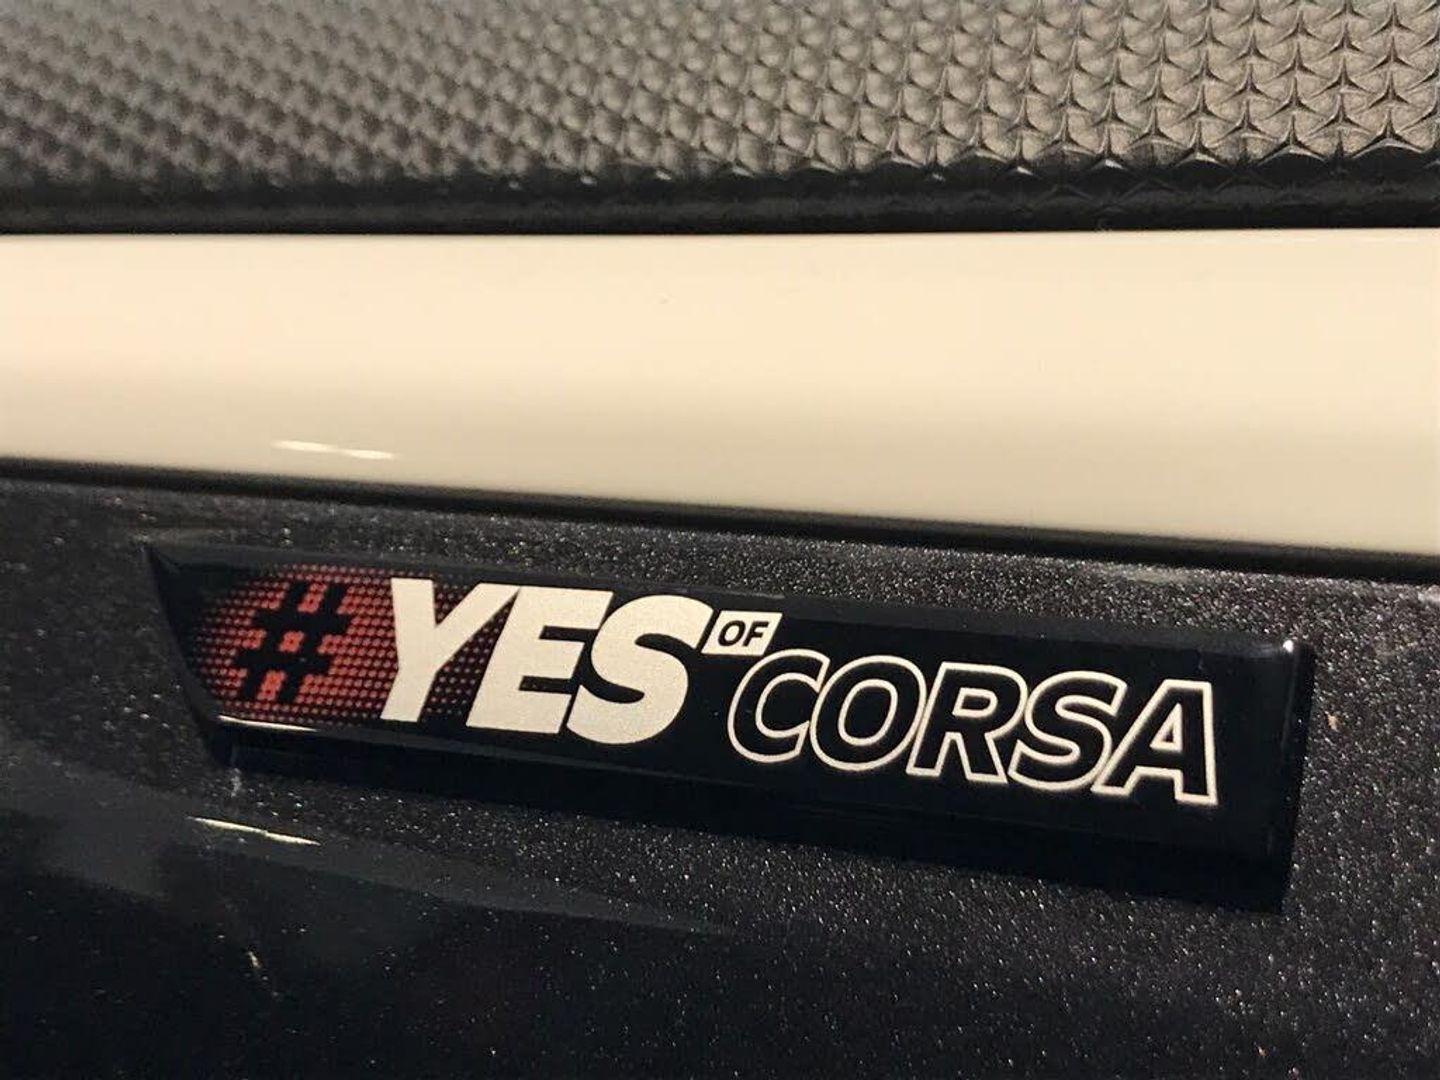 #YES OF CORSA